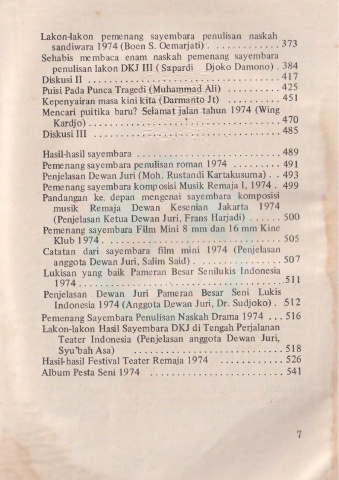 Lakon-lakon pemenang sayembara penulisan naskah
sandiwara 1974 (Boen S. Oemarjati) . . . . . . . . . . . . . 373
Sehabis membaca enam naskah pemenang sayembara
penulisan lakon DKJ III ( Sapardi Djoko Damono) . 384
Diskusi II . . . . . . . . . . . . . . . . . . . . . . . . . . . . . . . 417
Puisi Pada Punca Tragedi (Muhammad Ali) . . . . . . . . . . 425
Kepenyairan masa kini kita (Darmanto Jt) . . . . . . . . . . 451
Mencari puitika baru? Selamat jalan tahun 1974 (Wing
Kardjo) . . . . . . . . . . . . . . . . . . . . . . . . . . . . . . . 470
Diskusi III . . . . . . . . . . . . . . . . . . . . . . . . . . . . . . 485
Hasil-hasil sayembara . . . . . . . . . . . . . . . . . . . . . . . 489
Pemenang sayembara penulisan roman 1974 . . . . . . . . . 491
Penjelasan Dewan Juri (Moh. Rustandi Kartakusuma) . . 493
Pemenang sayembara komposisi Musik Remaja I, 1974 . 499
Pandangan ke depan mengenai sayembara komposisi
musik Remaja Dewan Kesenian Jakarta 1974
(Penjelasan Ketua Dewan Juri, Frans Harjadi) . . . . . . 500
Pemenang sayembara Film Mini 8 mm dan 16 mm Kine
Klub 1974 . . . . . . . . . . . . . . . . . . . . . . . . . . . . . 505
Catatan dari sayembara film mini 1974 (Penjelasan
anggota Dewan Juri, Salim Said) . . . . . . . . . . . . . . . 507
Lukisan yang baik Pameran Besar Senilukis Indonesia
1974 . . . . . . . . . . . . . . . . . . . . . . . . . . . . . . . . . 511
Penjelasan Dewan Juri Pameran Besar Seni Lukis
Indonesia 1974 (Anggota Dewan Juri, Dr. Sudjoko) . 512
Pemenang Sayembara Penulisan Naskah Drama 1974 . . . 516
Lakon-lakon Hasil Sayembara DKJ di Tengah Perjalanan
Teater Indonesia (Penjelasan anggota Dewan Juri,
Syu'bah Asa) . . . . . . . . . . . . . . . . . . . . . . . . . . 518
Hasil-hasil Festival Teater Remaja 1974 . . . . . . . . . . . . 526
Album Pesta Seni 1974 . . . . . . . . . . . . . . . . . . . . . . 541
7